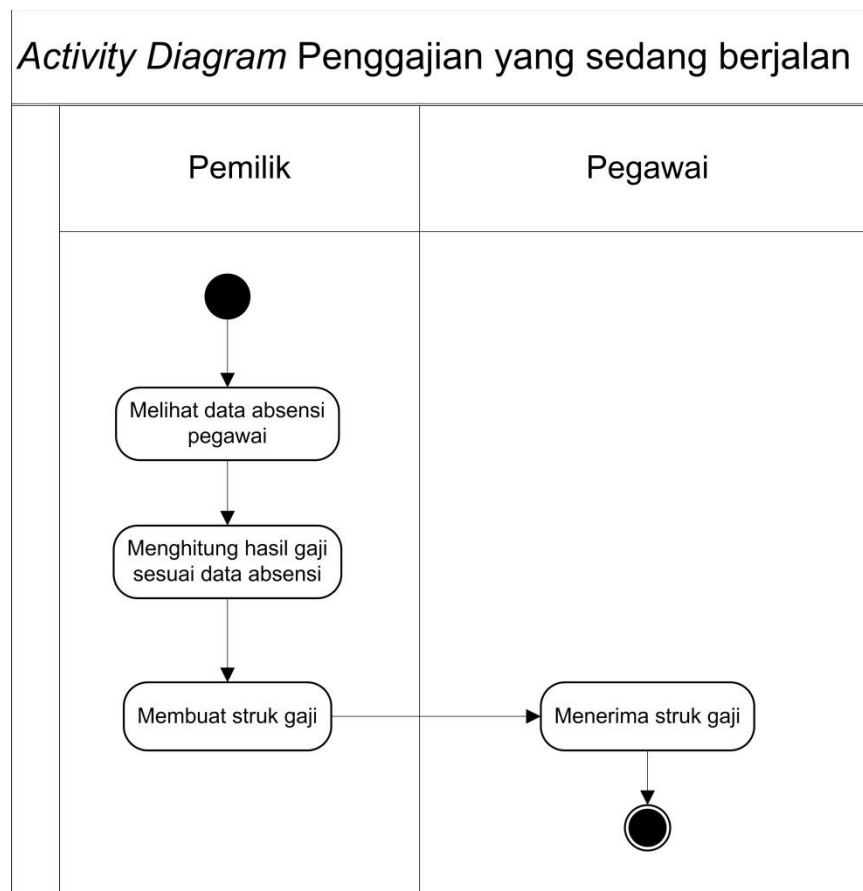 Activity Diagram Penggajian yang sedang berjalan
Pemilik
Pegawai
Melihat data absensi
pegawai
Menghitung hasil gaji
sesuai data absensi
Membuat struk gaji
Menerima struk gaji